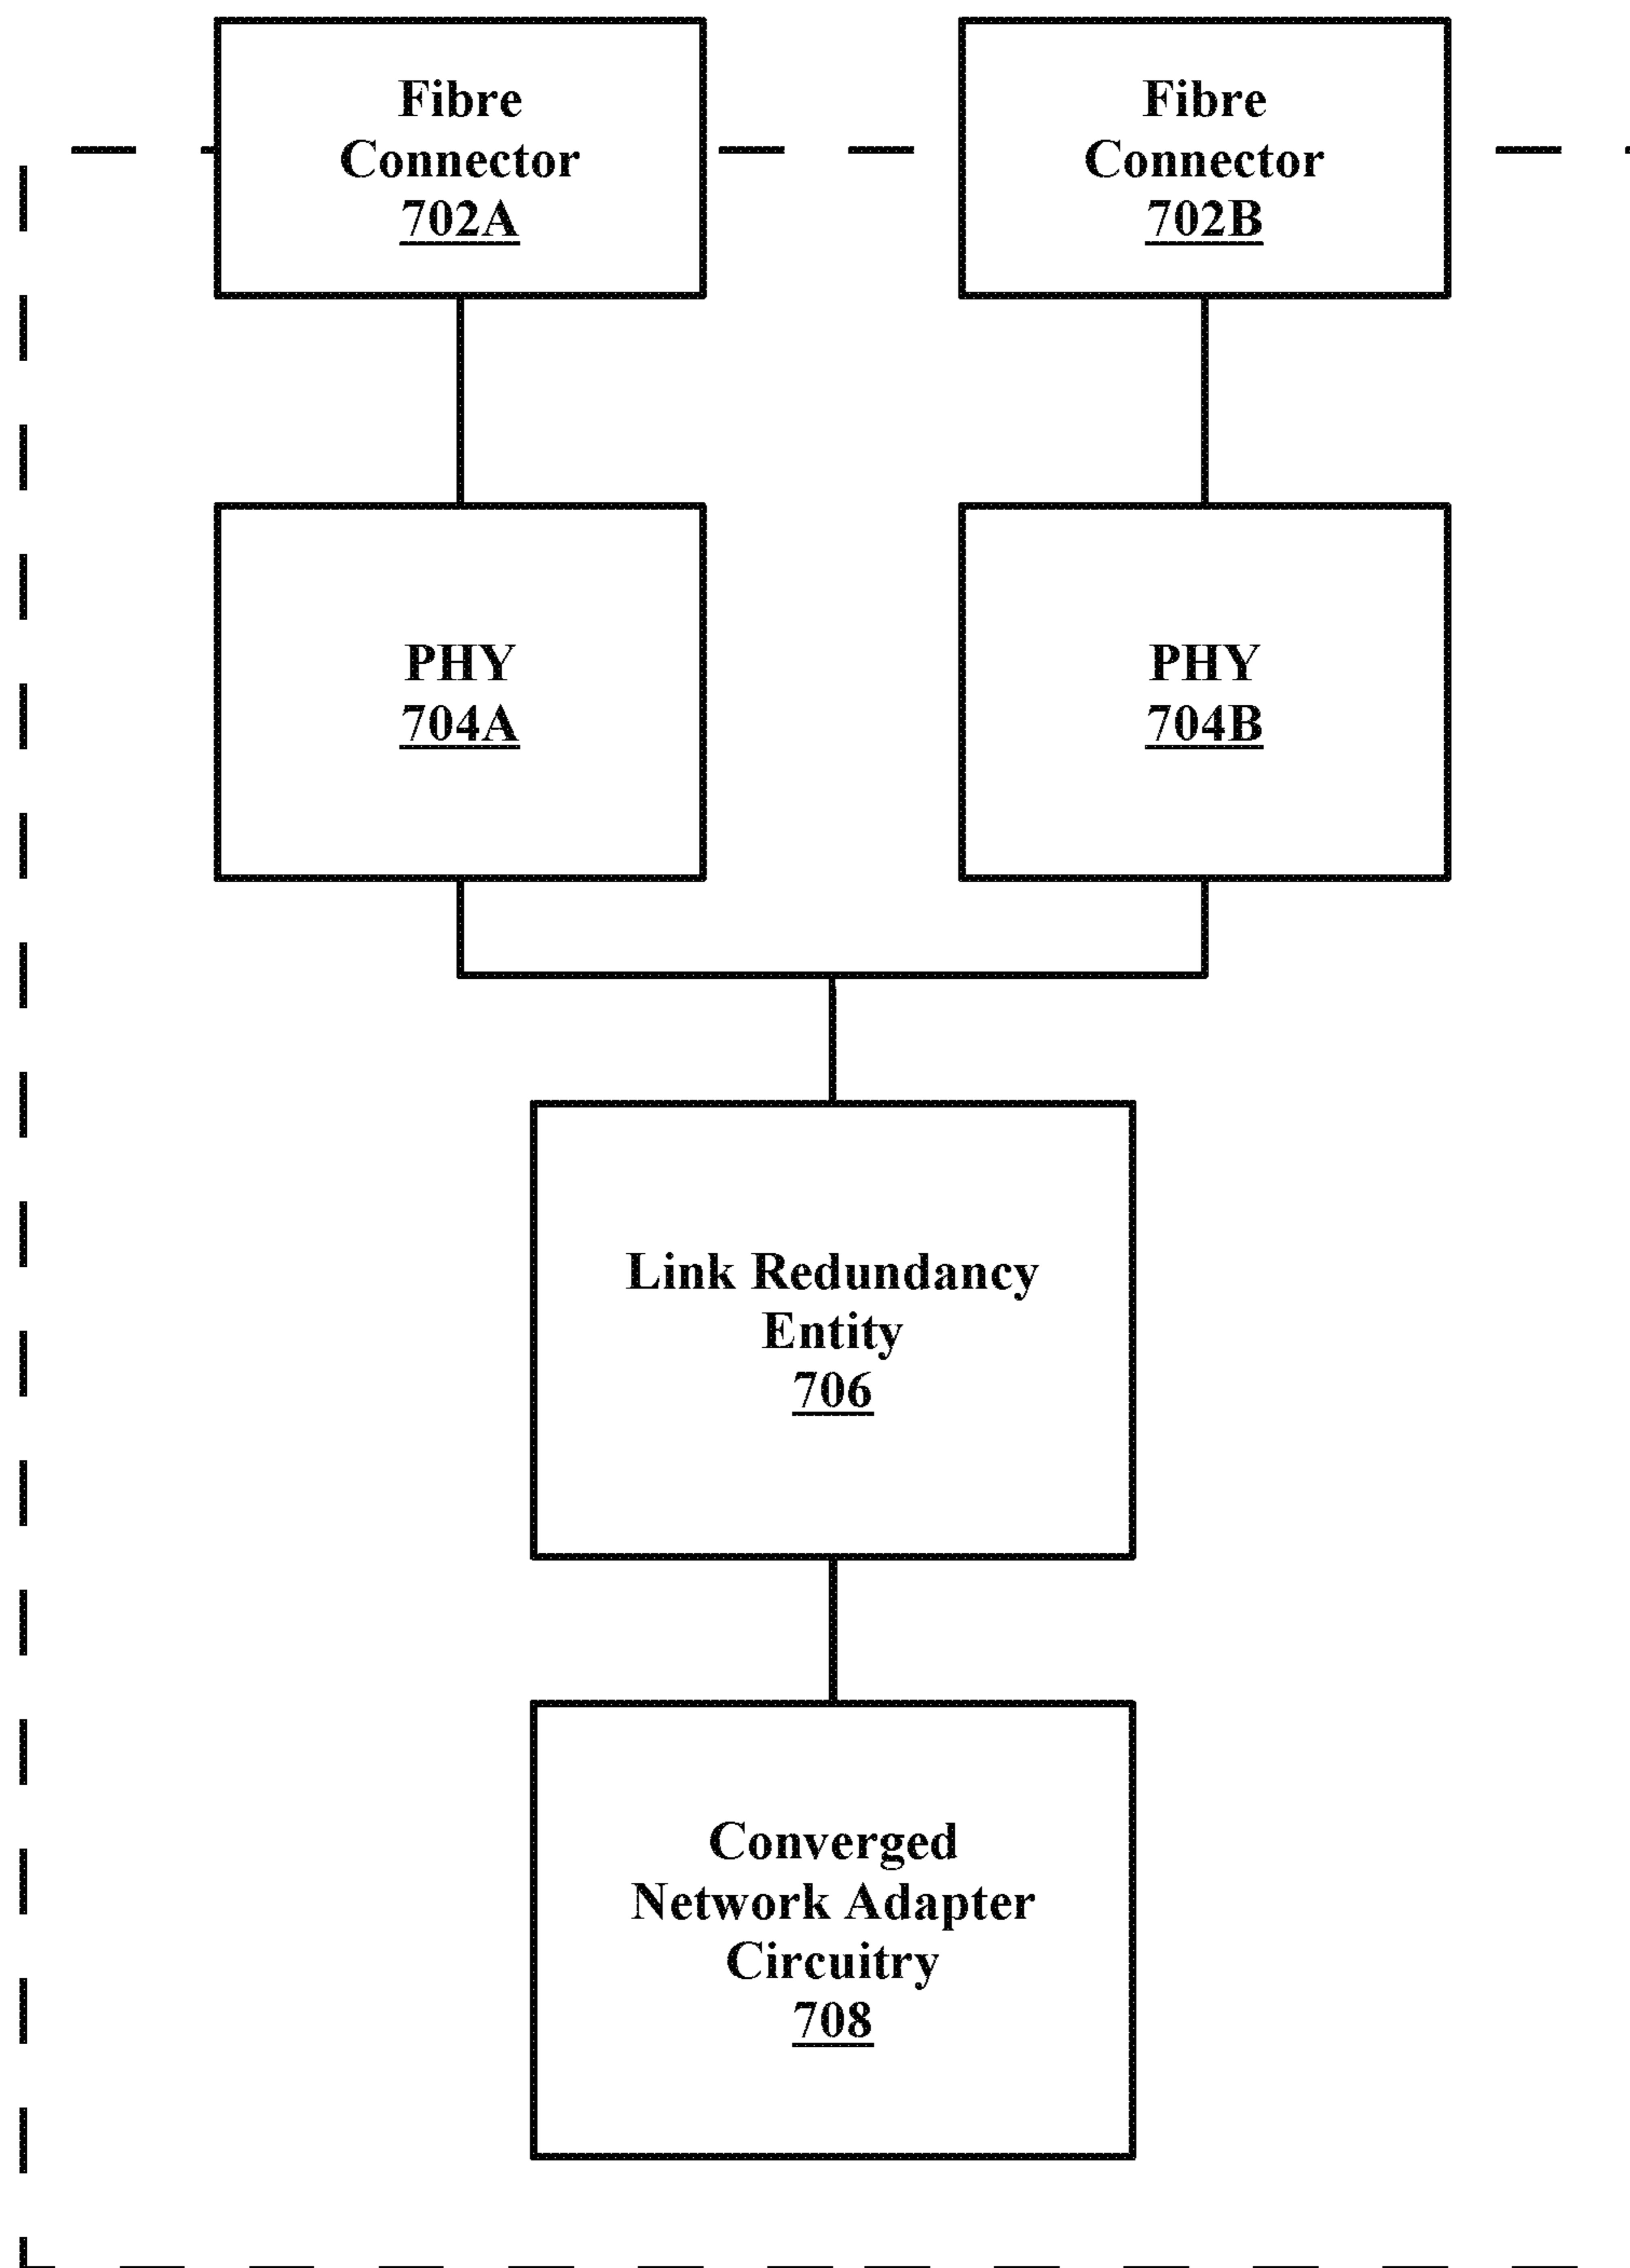 Fibre
Connector
702A
Fibre
Connector
702B
PHY
704A
PHY
704B
Link Redundancy
Entity
706
Converged
Network Adapter
Circuitry
708